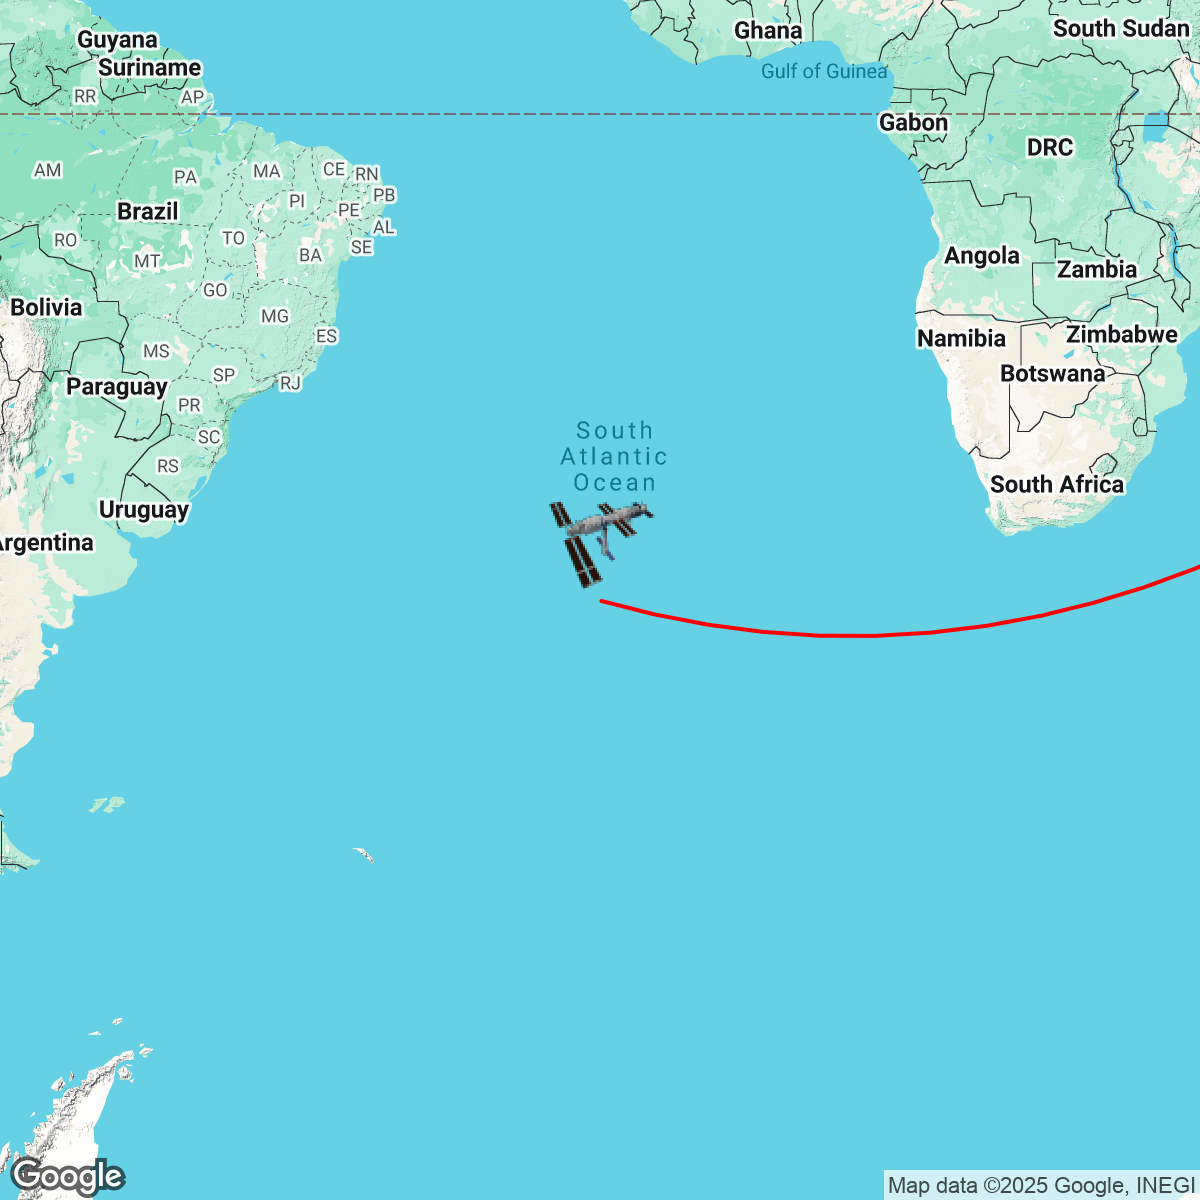 Guyana
Suriname
Ghana
South Sudan
Gulf of Guinea
RR
AP
Gabon
DRC
AM
PA
MA
CE
RN
PI
PB
PE
Brazil
AL
RO
TO
SE
MT
BA
Angola
Zambia
GO
Bolivia
MG
ES
Namibia
Zimbabwe
MS
SP
RJ
Botswana
Paraguay
PR
SC
South
Atlantic
Ocean
RS
South Africa
Uruguay
Argentina
Google
Map data ©2025 Google, INEGI